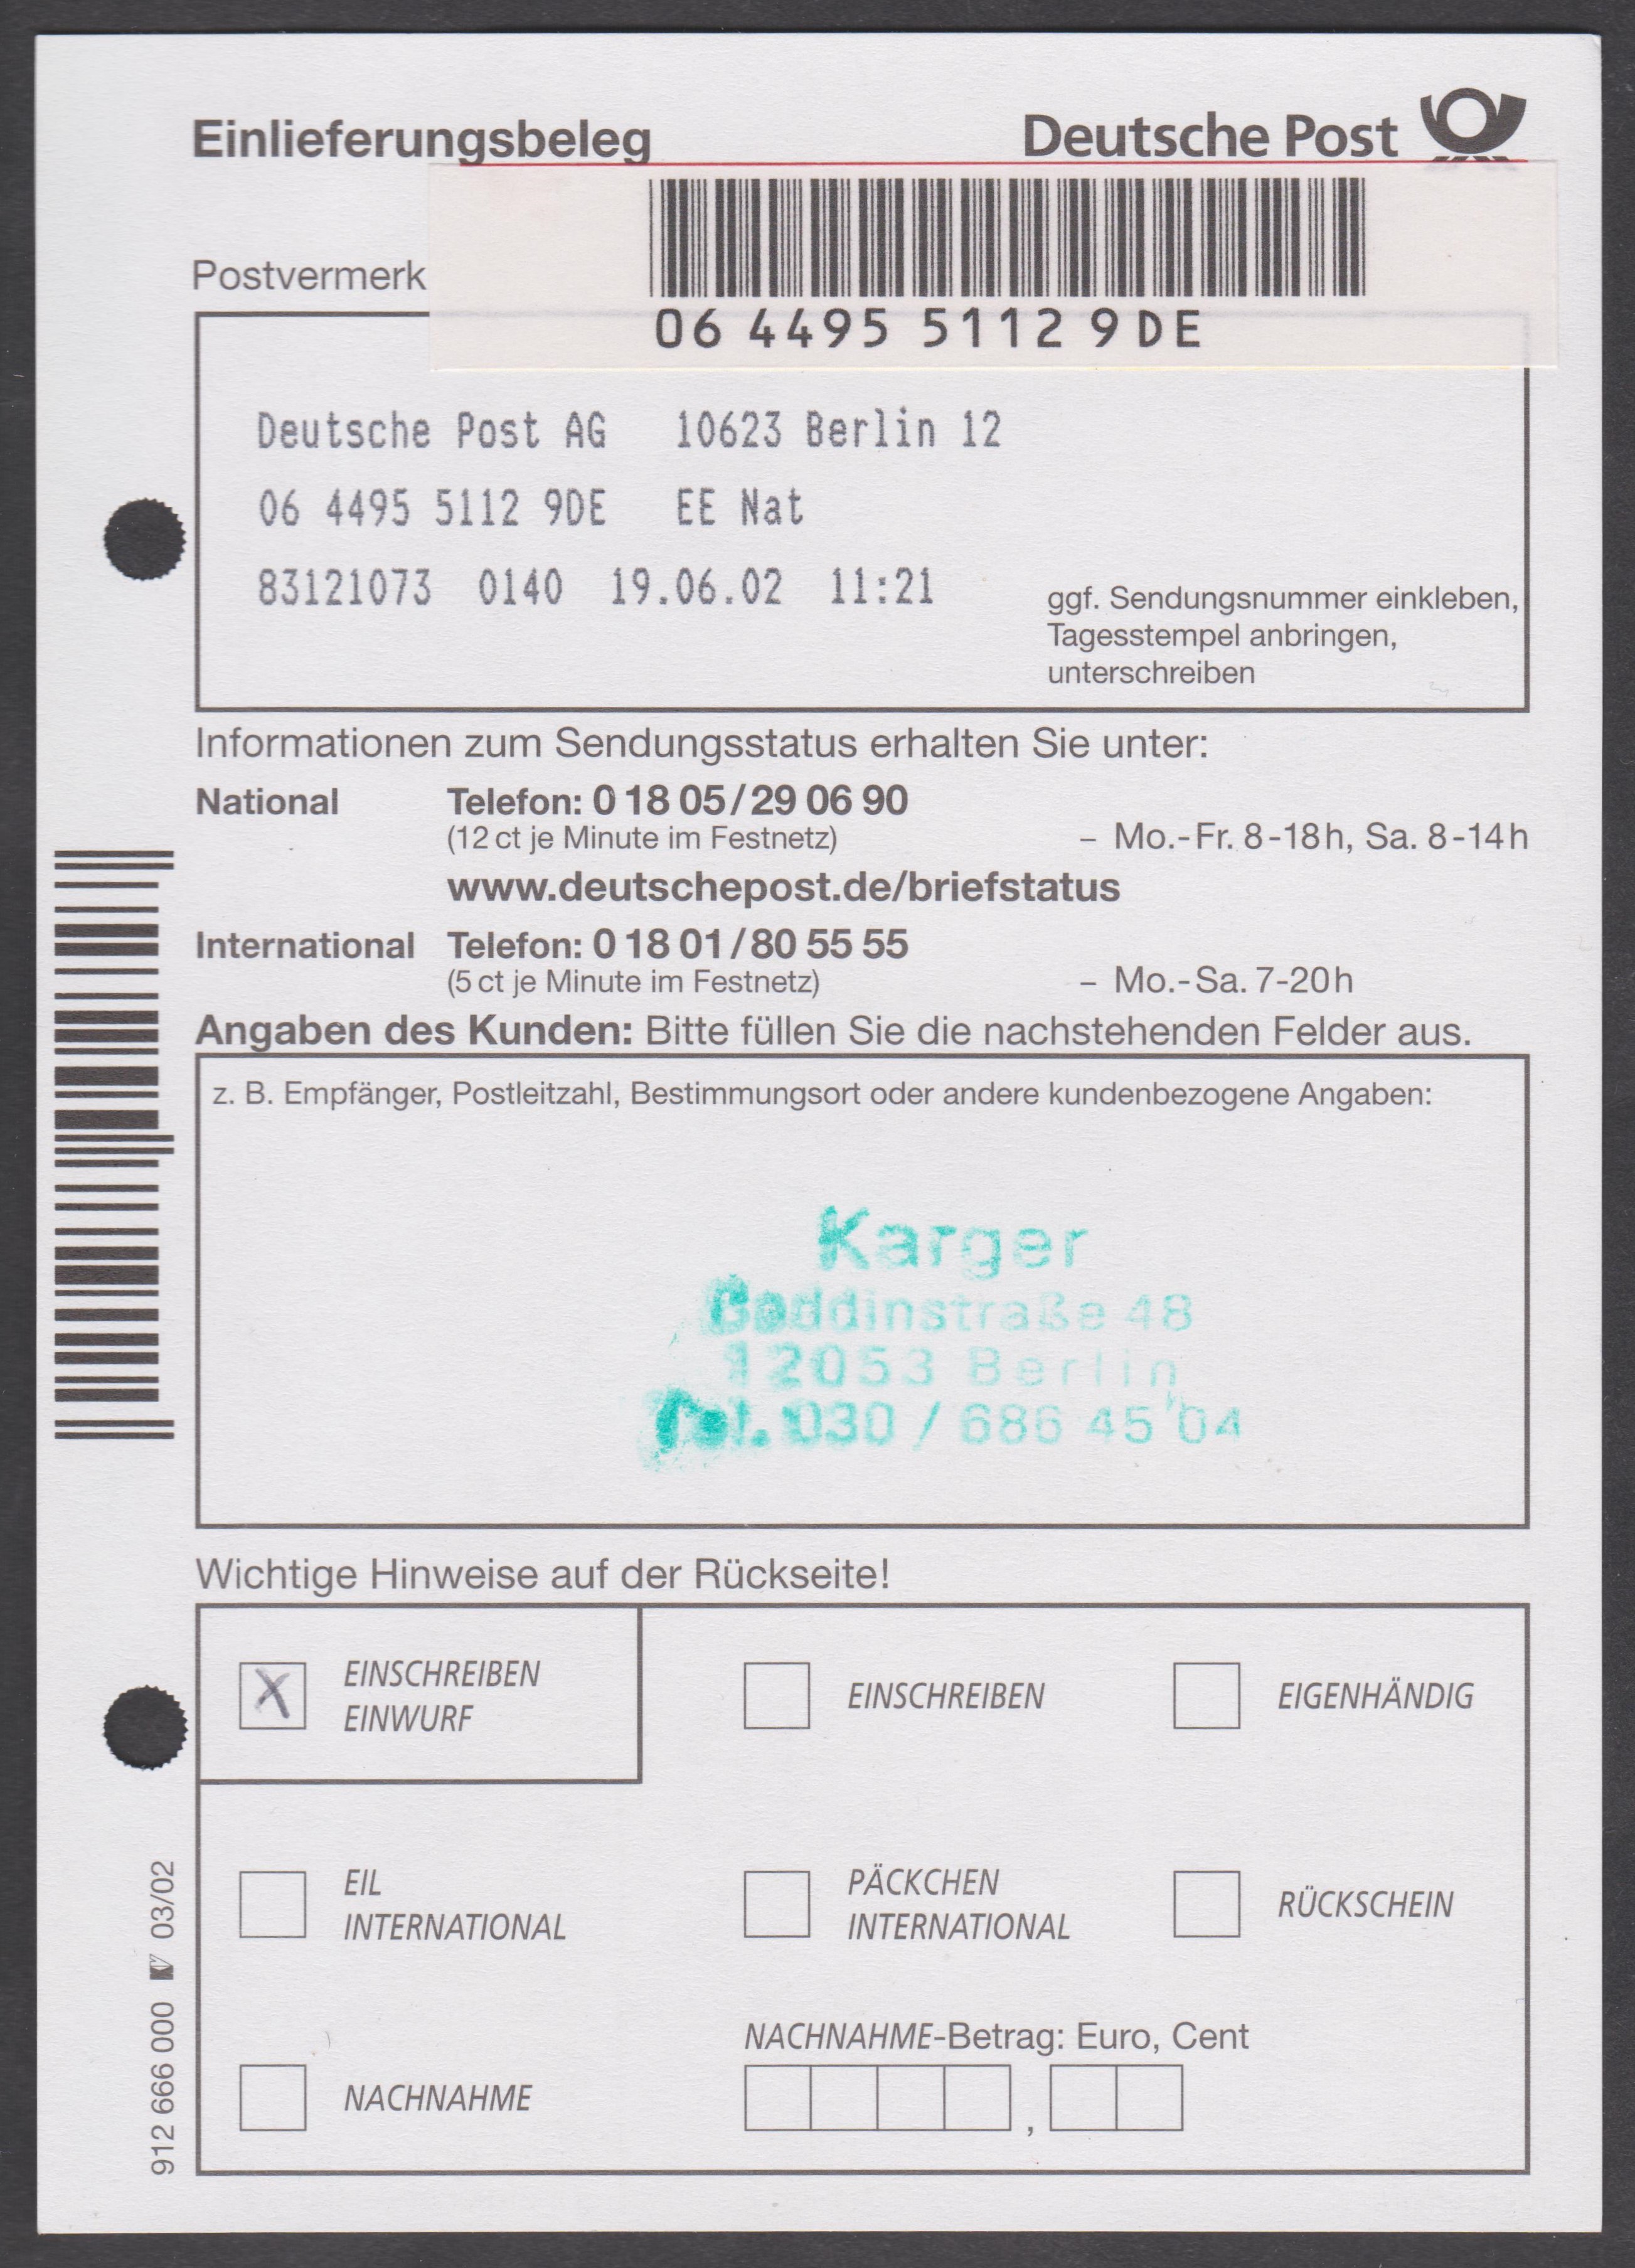 Einlieferungsbeleg
Deutsche Post
Postvermerk
06 4495 5112 9 DE
Deutsche Post AG 10623 Berlin 12
06 4495 5112 9DE EE Nat
83121073 0140 19.06.02 11:21
ggf. Sendungsnummer einkleben,
Tagesstempel anbringen,
unterschreiben
Informationen zum Sendungsstatus erhalten Sie unter:
National Telefon: 0 18 05/29 06 90
(12 ct je Minute im Festnetz) – Mo.-Fr. 8-18h, Sa. 8-14h
www.deutschepost.de/briefstatus
International Telefon: 0 18 01/80 55 55
(5 ct je Minute im Festnetz) – Mo.-Sa. 7-20h
Angaben des Kunden: Bitte füllen Sie die nachstehenden Felder aus.
z. B. Empfänger, Postleitzahl, Bestimmungsort oder andere kundenbezogene Angaben:
Karger
Boddinstraße 48
12053 Berlin
Tel. 030 / 686 45 04
Wichtige Hinweise auf der Rückseite!
X EINSCHREIBEN
EINWURF
EINSCHREIBEN
EIGENHÄNDIG
EIL
INTERNATIONAL
PÄCKCHEN
INTERNATIONAL
RÜCKSCHEIN
NACHNAHME-Betrag: Euro, Cent
NACHNAHME
,
912 666 000 03/02